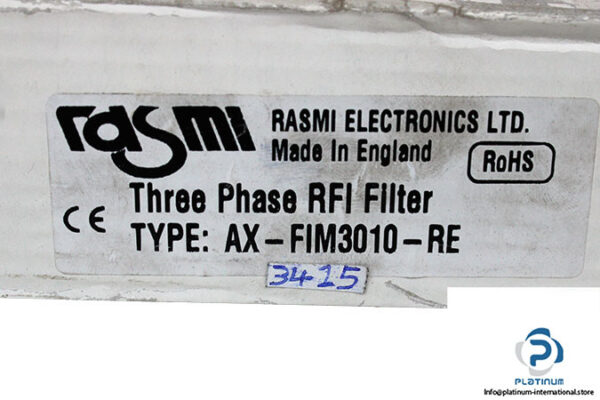 rasmi
RASMI ELECTRONICS LTD.
Made In England
RoHS
CE
Three Phase RFI Filter
TYPE: AX-FIM3010-RE
3415
PLATINUM
Info@platinum-international.store